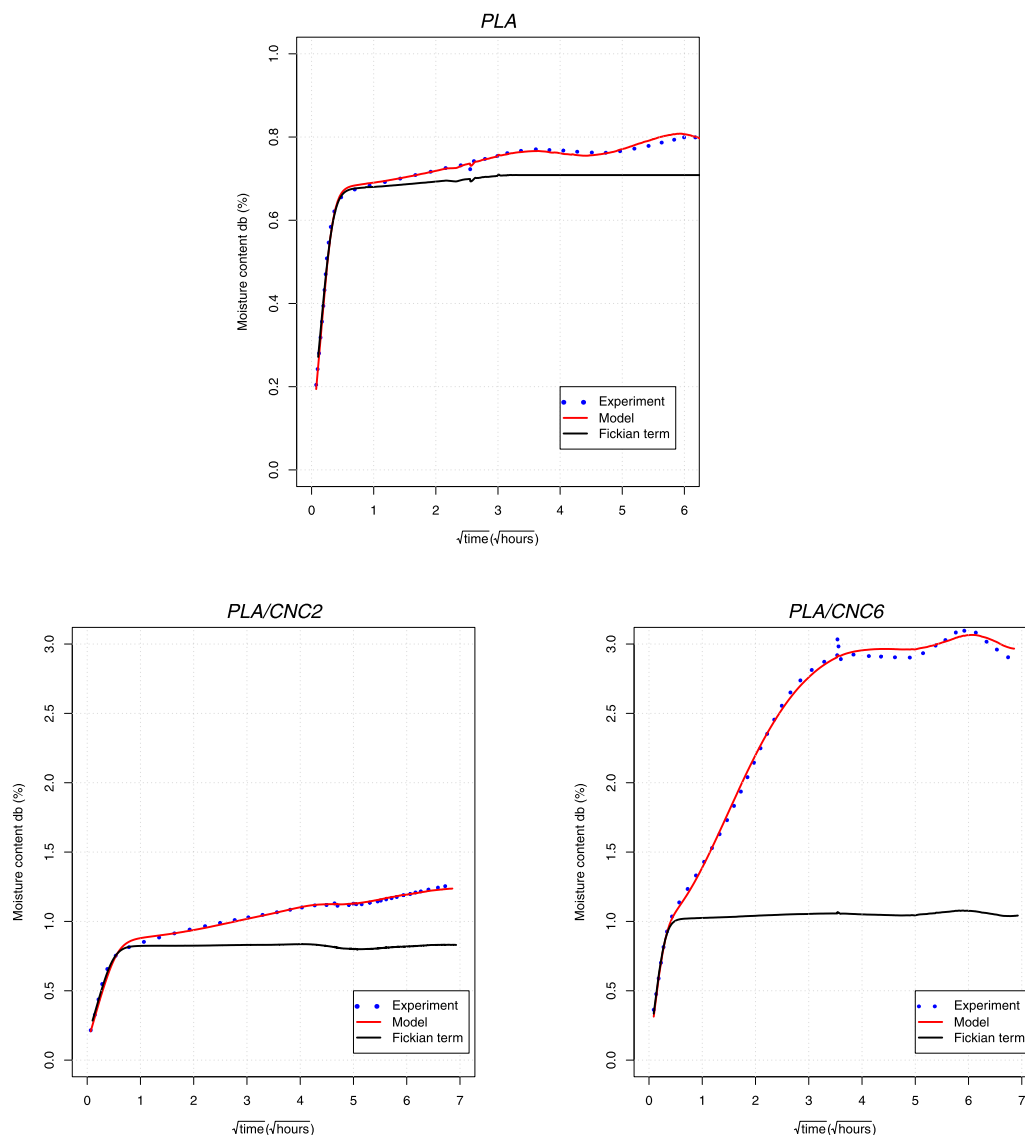 PLA
Moisture content db (%)
0.0 0.2 0.4 0.6 0.8 1.0
Experiment
Model
Fickian term
0 1 2 3 4 5 6
√time(√hours)
PLA/CNC2
Moisture content db (%)
0.0 0.5 1.0 1.5 2.0 2.5 3.0
Experiment
Model
Fickian term
0 1 2 3 4 5 6 7
√time(√hours)
PLA/CNC6
Moisture content db (%)
0.0 0.5 1.0 1.5 2.0 2.5 3.0
Experiment
Model
Fickian term
0 1 2 3 4 5 6 7
√time(√hours)